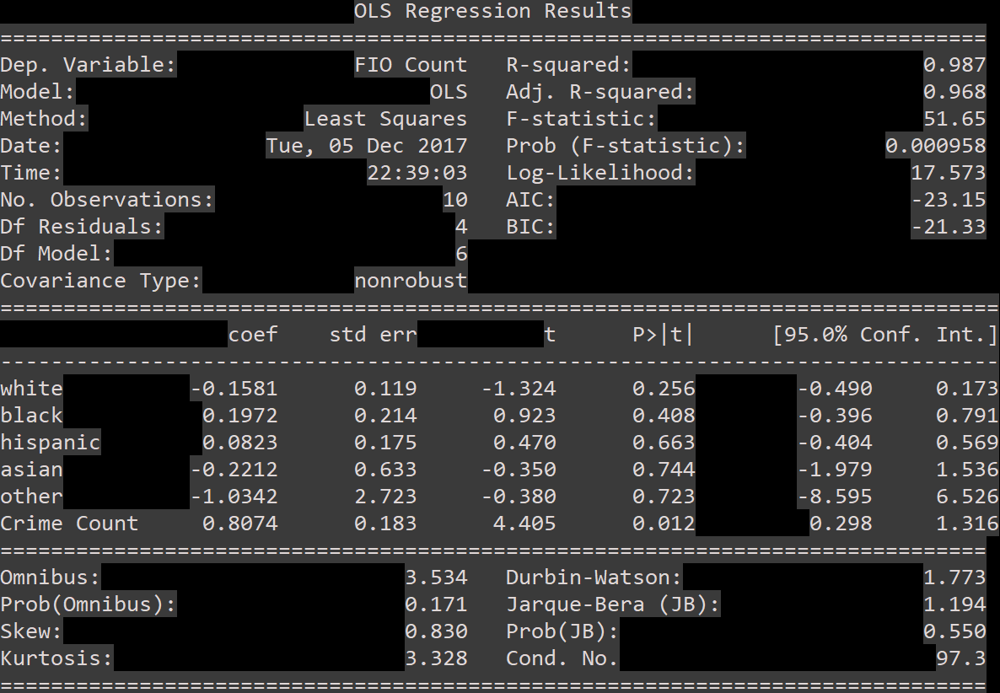 OLS Regression Results
==============================================================================
Dep. Variable: FIO Count R-squared: 0.987
Model: OLS Adj. R-squared: 0.968
Method: Least Squares F-statistic: 51.65
Date: Tue, 05 Dec 2017 Prob (F-statistic): 0.000958
Time: 22:39:03 Log-Likelihood: 17.573
No. Observations: 10 AIC: -23.15
Df Residuals: 4 BIC: -21.33
Df Model: 6
Covariance Type: nonrobust
===============================================================================
coef std err t P>|t| [95.0% Conf. Int.]
-------------------------------------------------------------------------------
white -0.1581 0.119 -1.324 0.256 -0.490 0.173
black 0.1972 0.214 0.923 0.408 -0.396 0.791
hispanic 0.0823 0.175 0.470 0.663 -0.404 0.569
asian -0.2212 0.633 -0.350 0.744 -1.979 1.536
other -1.0342 2.723 -0.380 0.723 -8.595 6.526
Crime Count 0.8074 0.183 4.405 0.012 0.298 1.316
==============================================================================
Omnibus: 3.534 Durbin-Watson: 1.773
Prob(Omnibus): 0.171 Jarque-Bera (JB): 1.194
Skew: 0.830 Prob(JB): 0.550
Kurtosis: 3.328 Cond. No. 97.3
==============================================================================